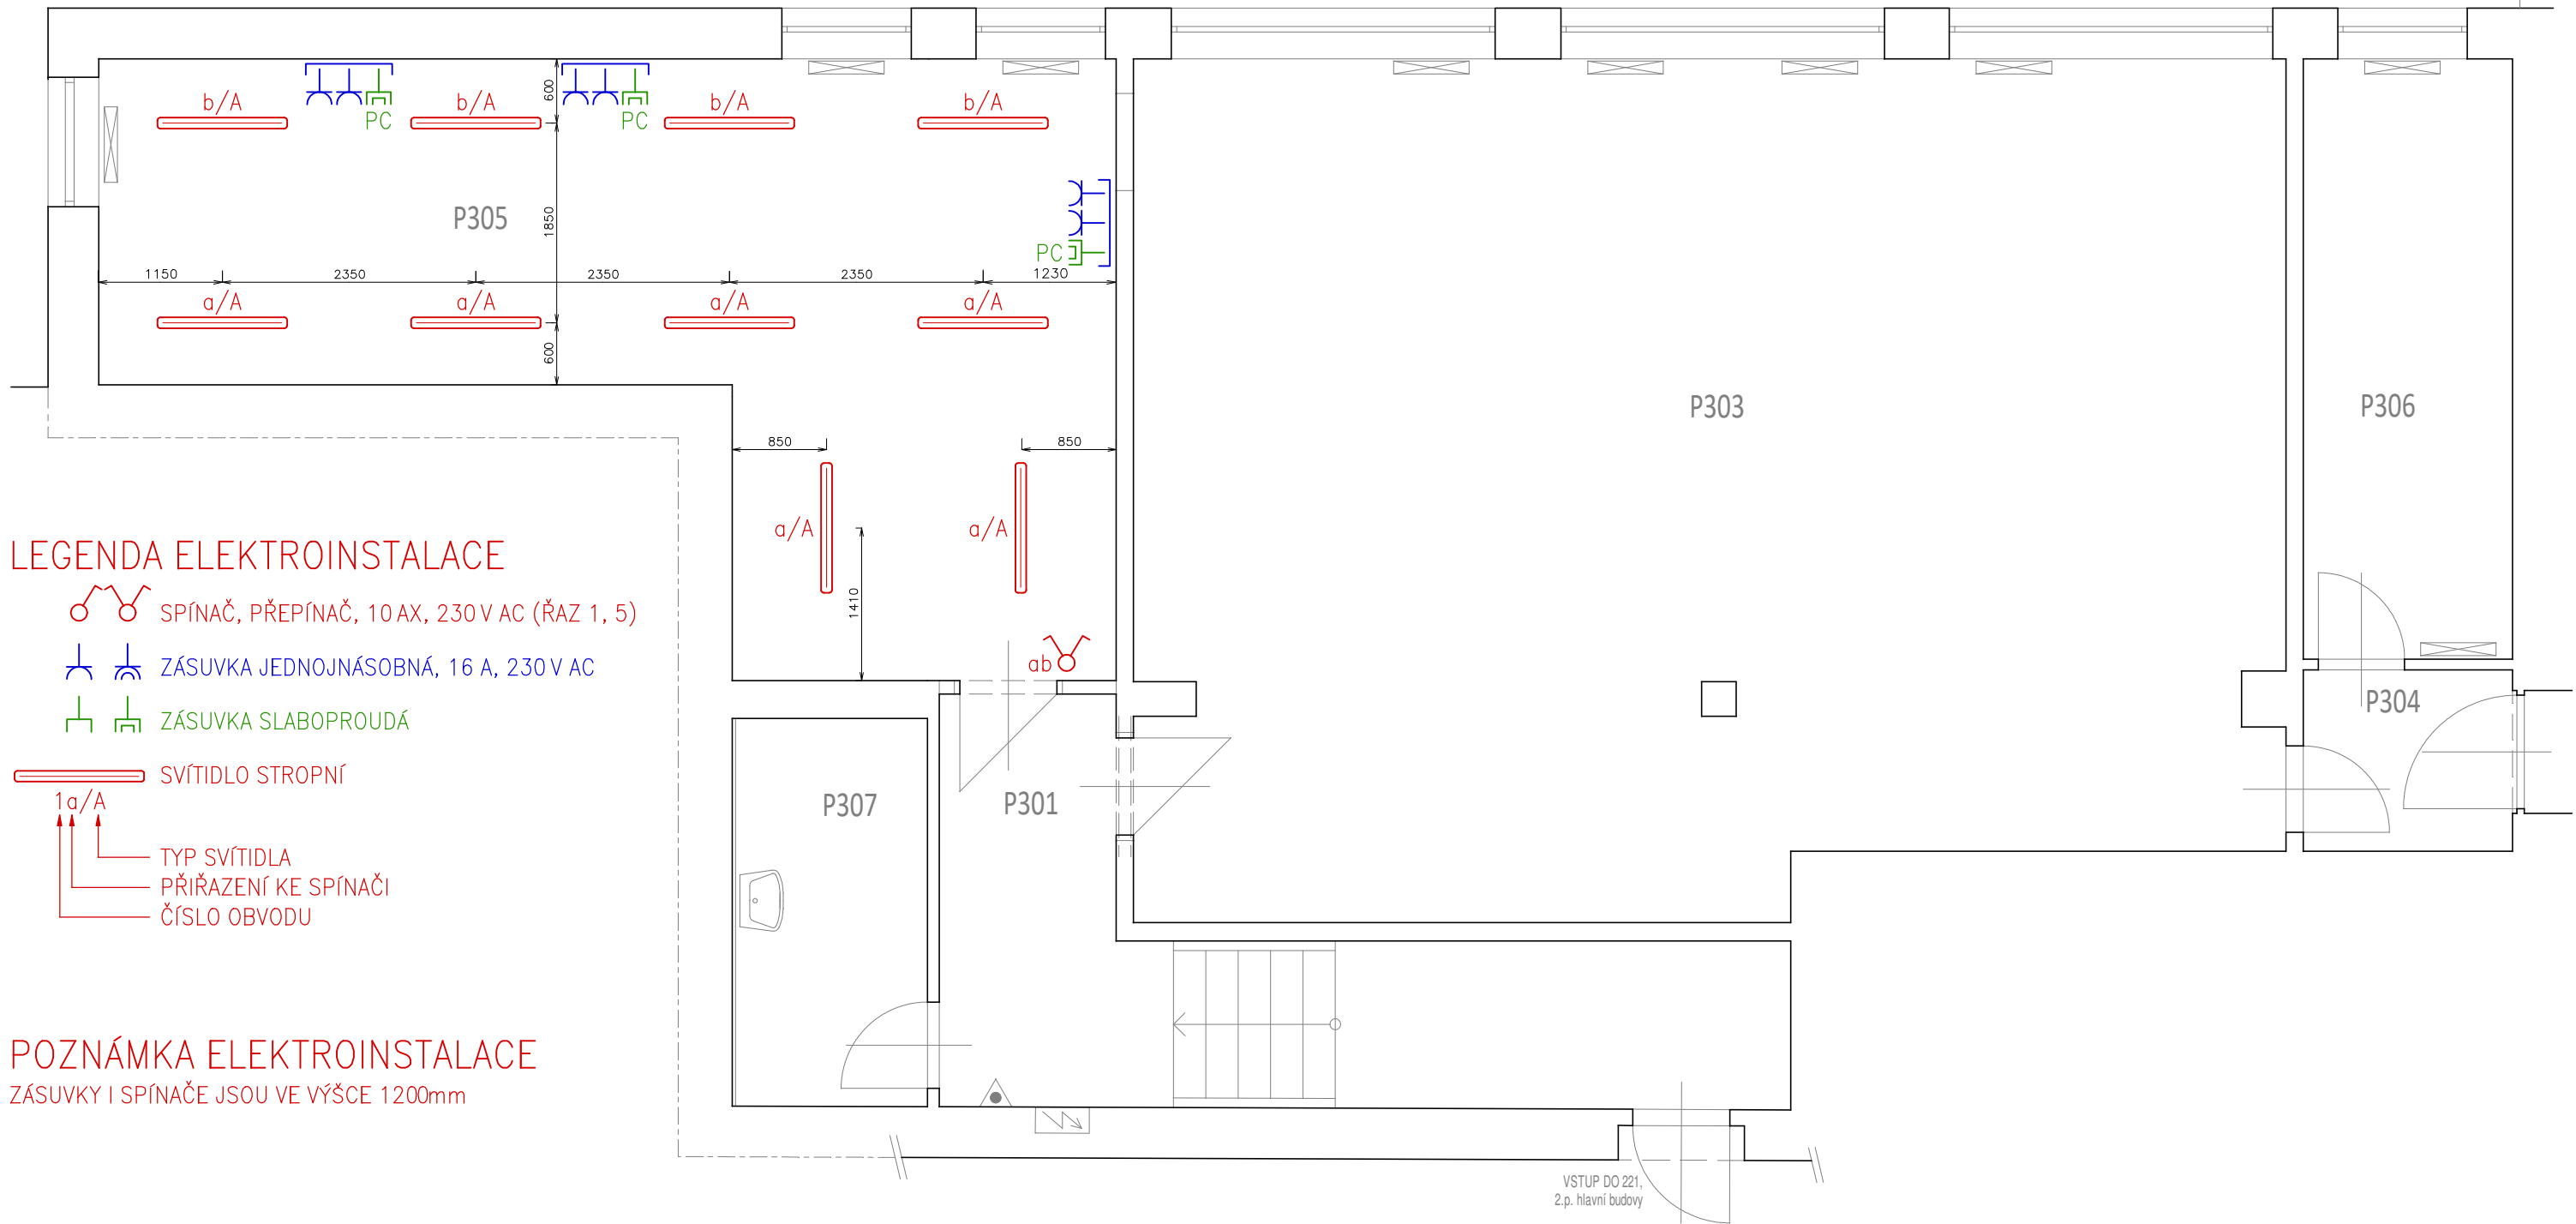 b/A
b/A
b/A
b/A
PC
PC
600
P305
1850
PC
1150
2350
2350
2350
1230
a/A
a/A
a/A
a/A
600
P303
P306
850
850
a/A
a/A
1410
ab
P304
P307
P301
LEGENDA ELEKTROINSTALACE
SPÍNAČ, PŘEPÍNAČ, 10 AX, 230 V AC (ŘAZ 1, 5)
ZÁSUVKA JEDNOJNÁSOBNÁ, 16 A, 230 V AC
ZÁSUVKA SLABOPROUDÁ
SVÍTIDLO STROPNÍ
1a/A
TYP SVÍTIDLA
PŘIŘAZENÍ KE SPÍNAČI
ČÍSLO OBVODU
POZNÁMKA ELEKTROINSTALACE
ZÁSUVKY I SPÍNAČE JSOU VE VÝŠCE 1200mm
VSTUP DO 221,
2.p. hlavní budovy